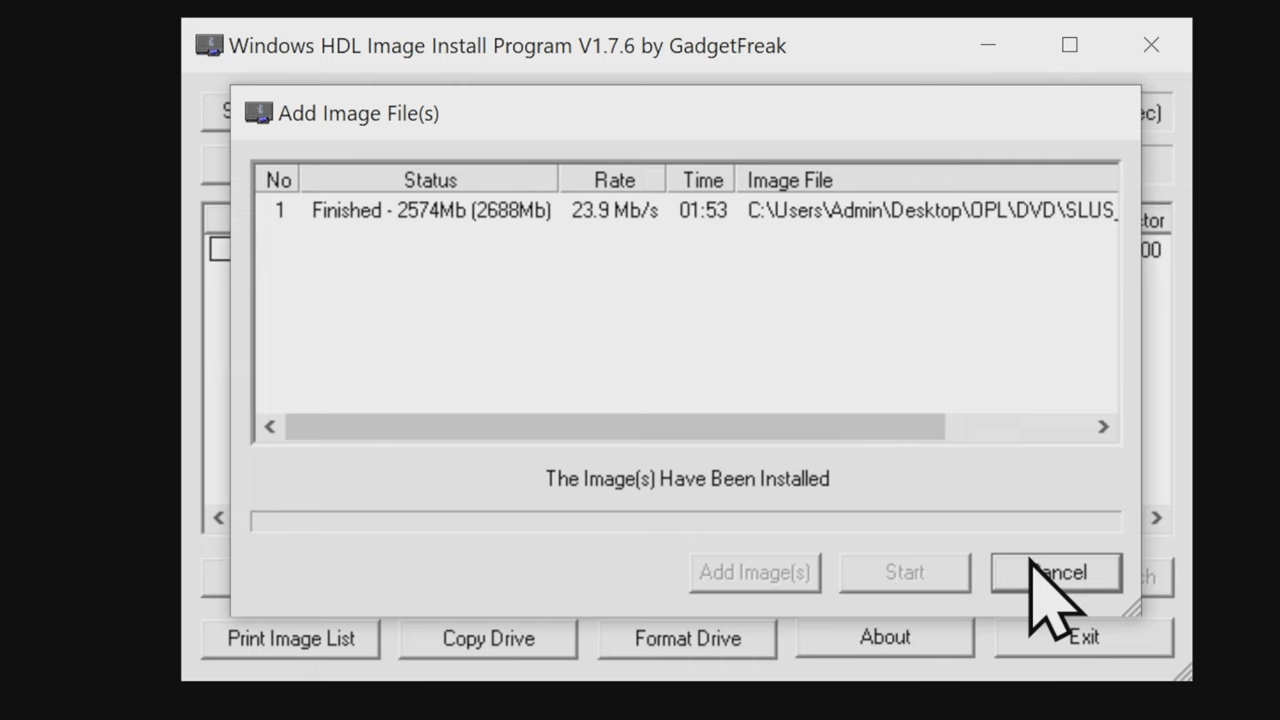 Windows HDL Image Install Program V1.7.6 by GadgetFreak
Add Image File(s)
No Status Rate Time Image File
1 Finished - 2574Mb (2688Mb) 23.9 Mb/s 01:53 C:\Users\Admin\Desktop\OPL\DVD\SLUS_
The Image(s) Have Been Installed
Add Image(s) Start Cancel
Print Image List Copy Drive Format Drive About Exit